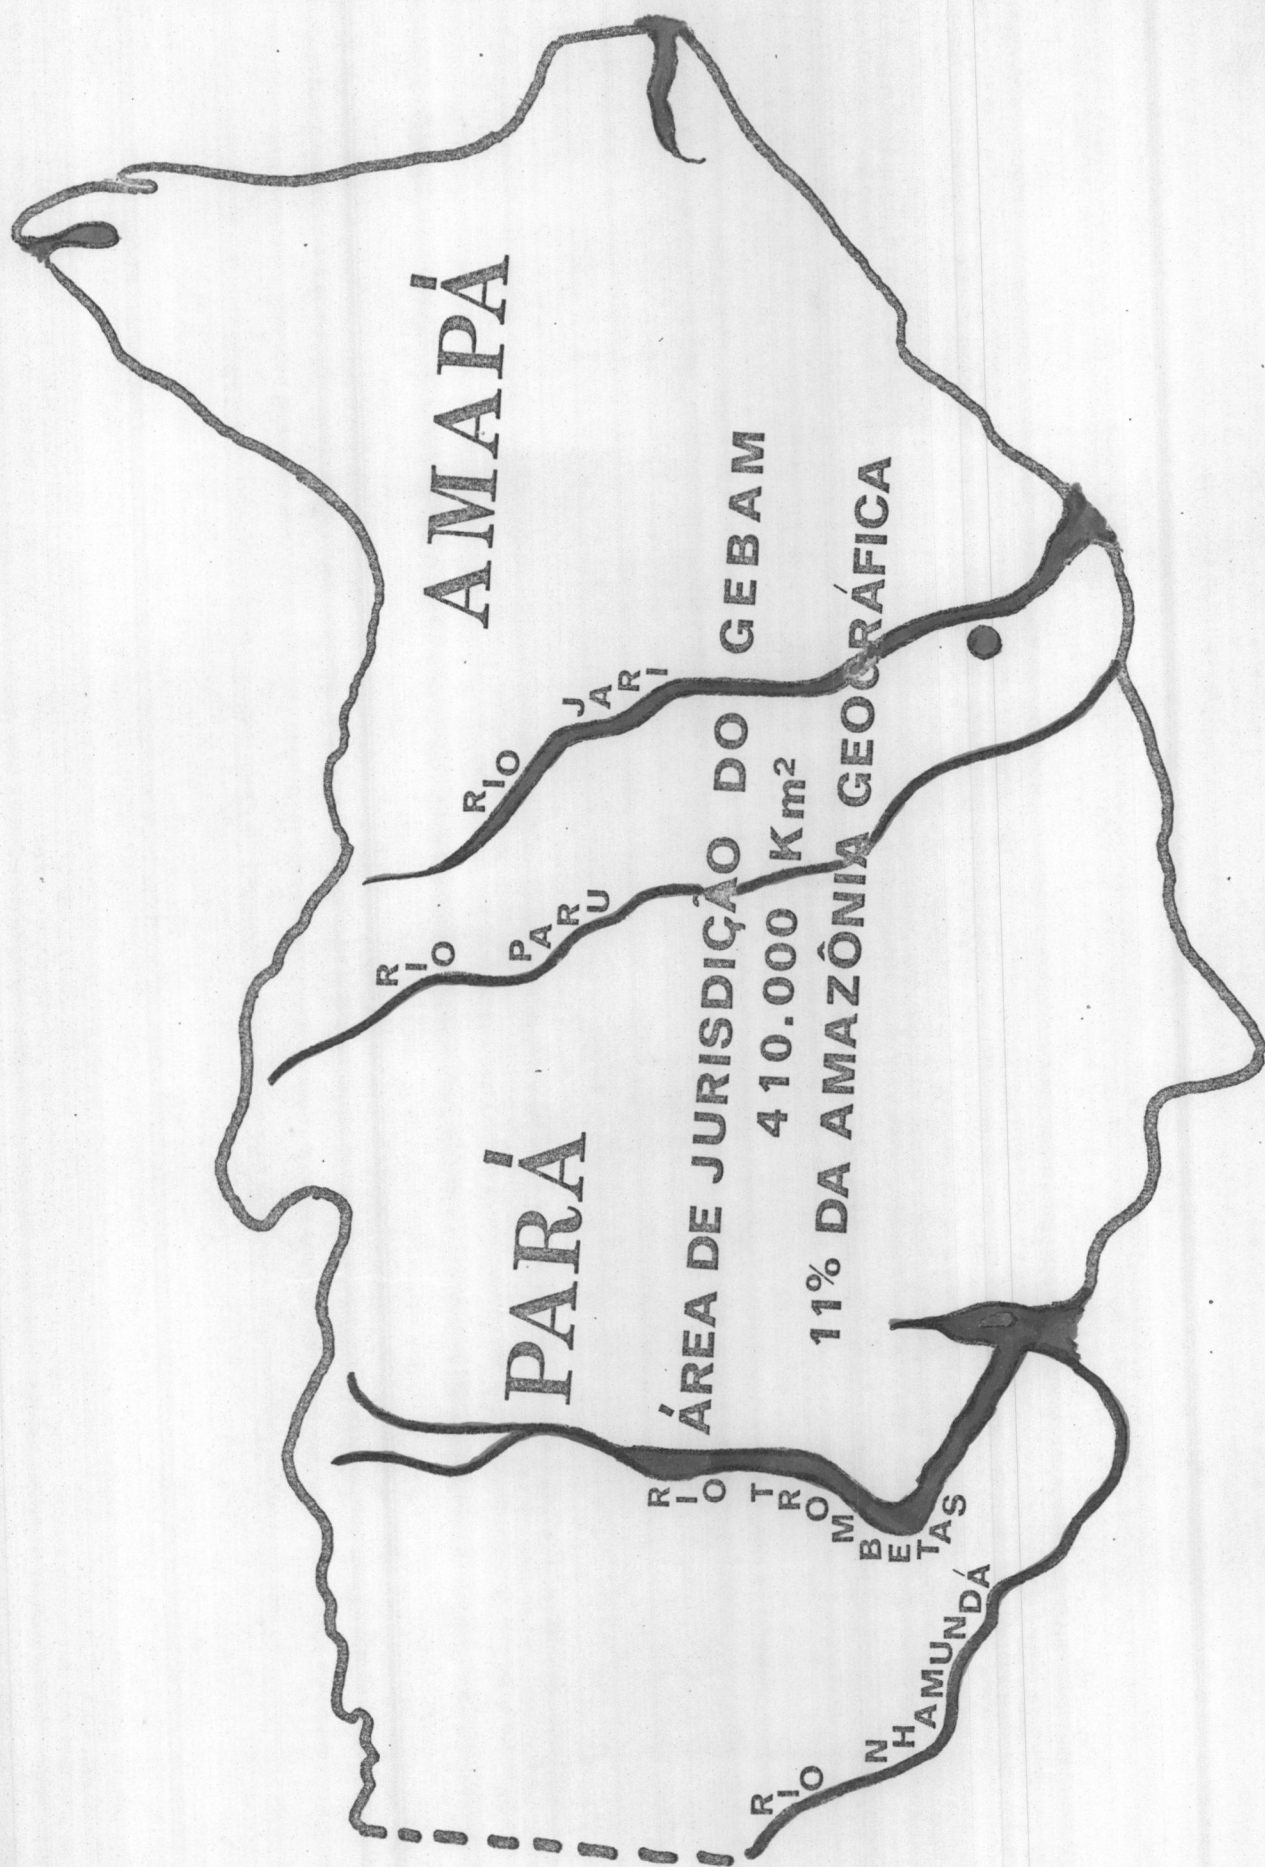 AMAPÁ
PARÁ
RIO JARI
RIO PARU
ÁREA DE JURISDIÇÃO DO GEBAM
410.000 Km²
11% DA AMAZÔNIA GEOGRÁFICA
RIO TROMBETAS
RIO NHAMUNDÁ